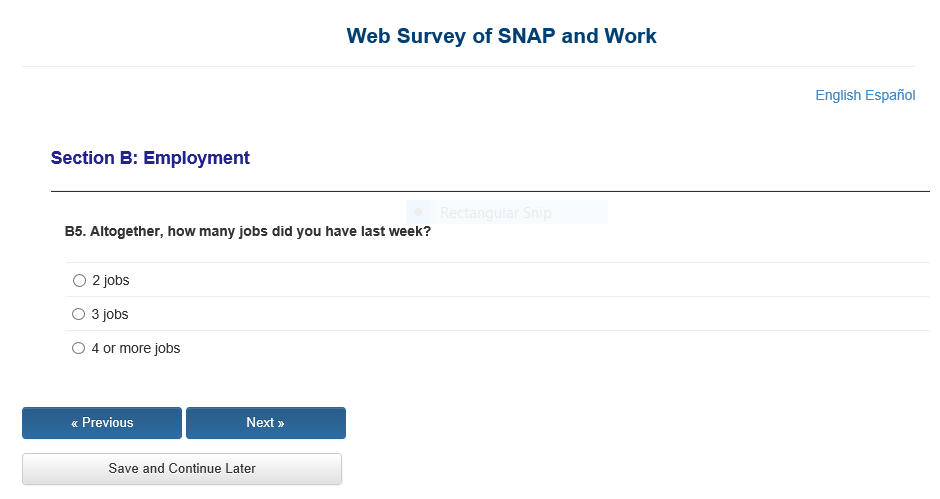 Web Survey of SNAP and Work
English Español
Section B: Employment
Rectangular Snip
B5. Altogether, how many jobs did you have last week?
2 jobs
3 jobs
4 or more jobs
« Previous
Next »
Save and Continue Later